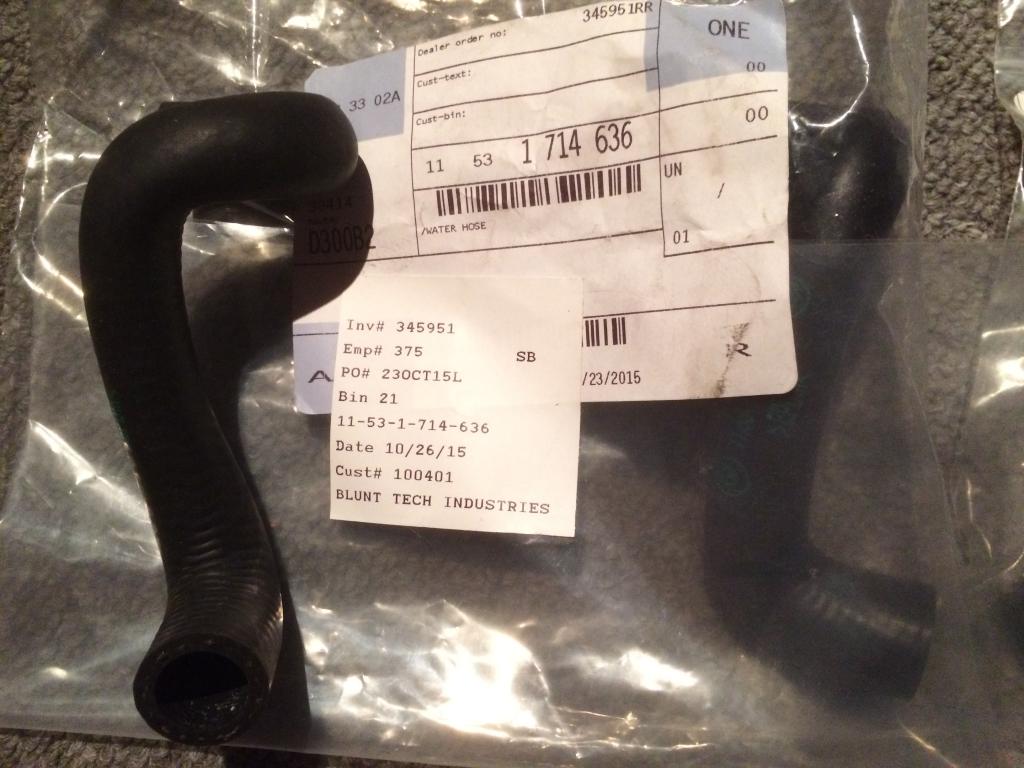 345951RR
Dealer order no:
ONE
Cust-text:
00
33 02A
Cust-bin:
00
11 53 1 714 636
UN
/
/WATER HOSE
01
D300B2
Inv# 345951
Emp# 375 SB
PO# 23OCT15L
Bin 21
11-53-1-714-636
Date 10/26/15
Cust# 100401
BLUNT TECH INDUSTRIES
A
/23/2015
R